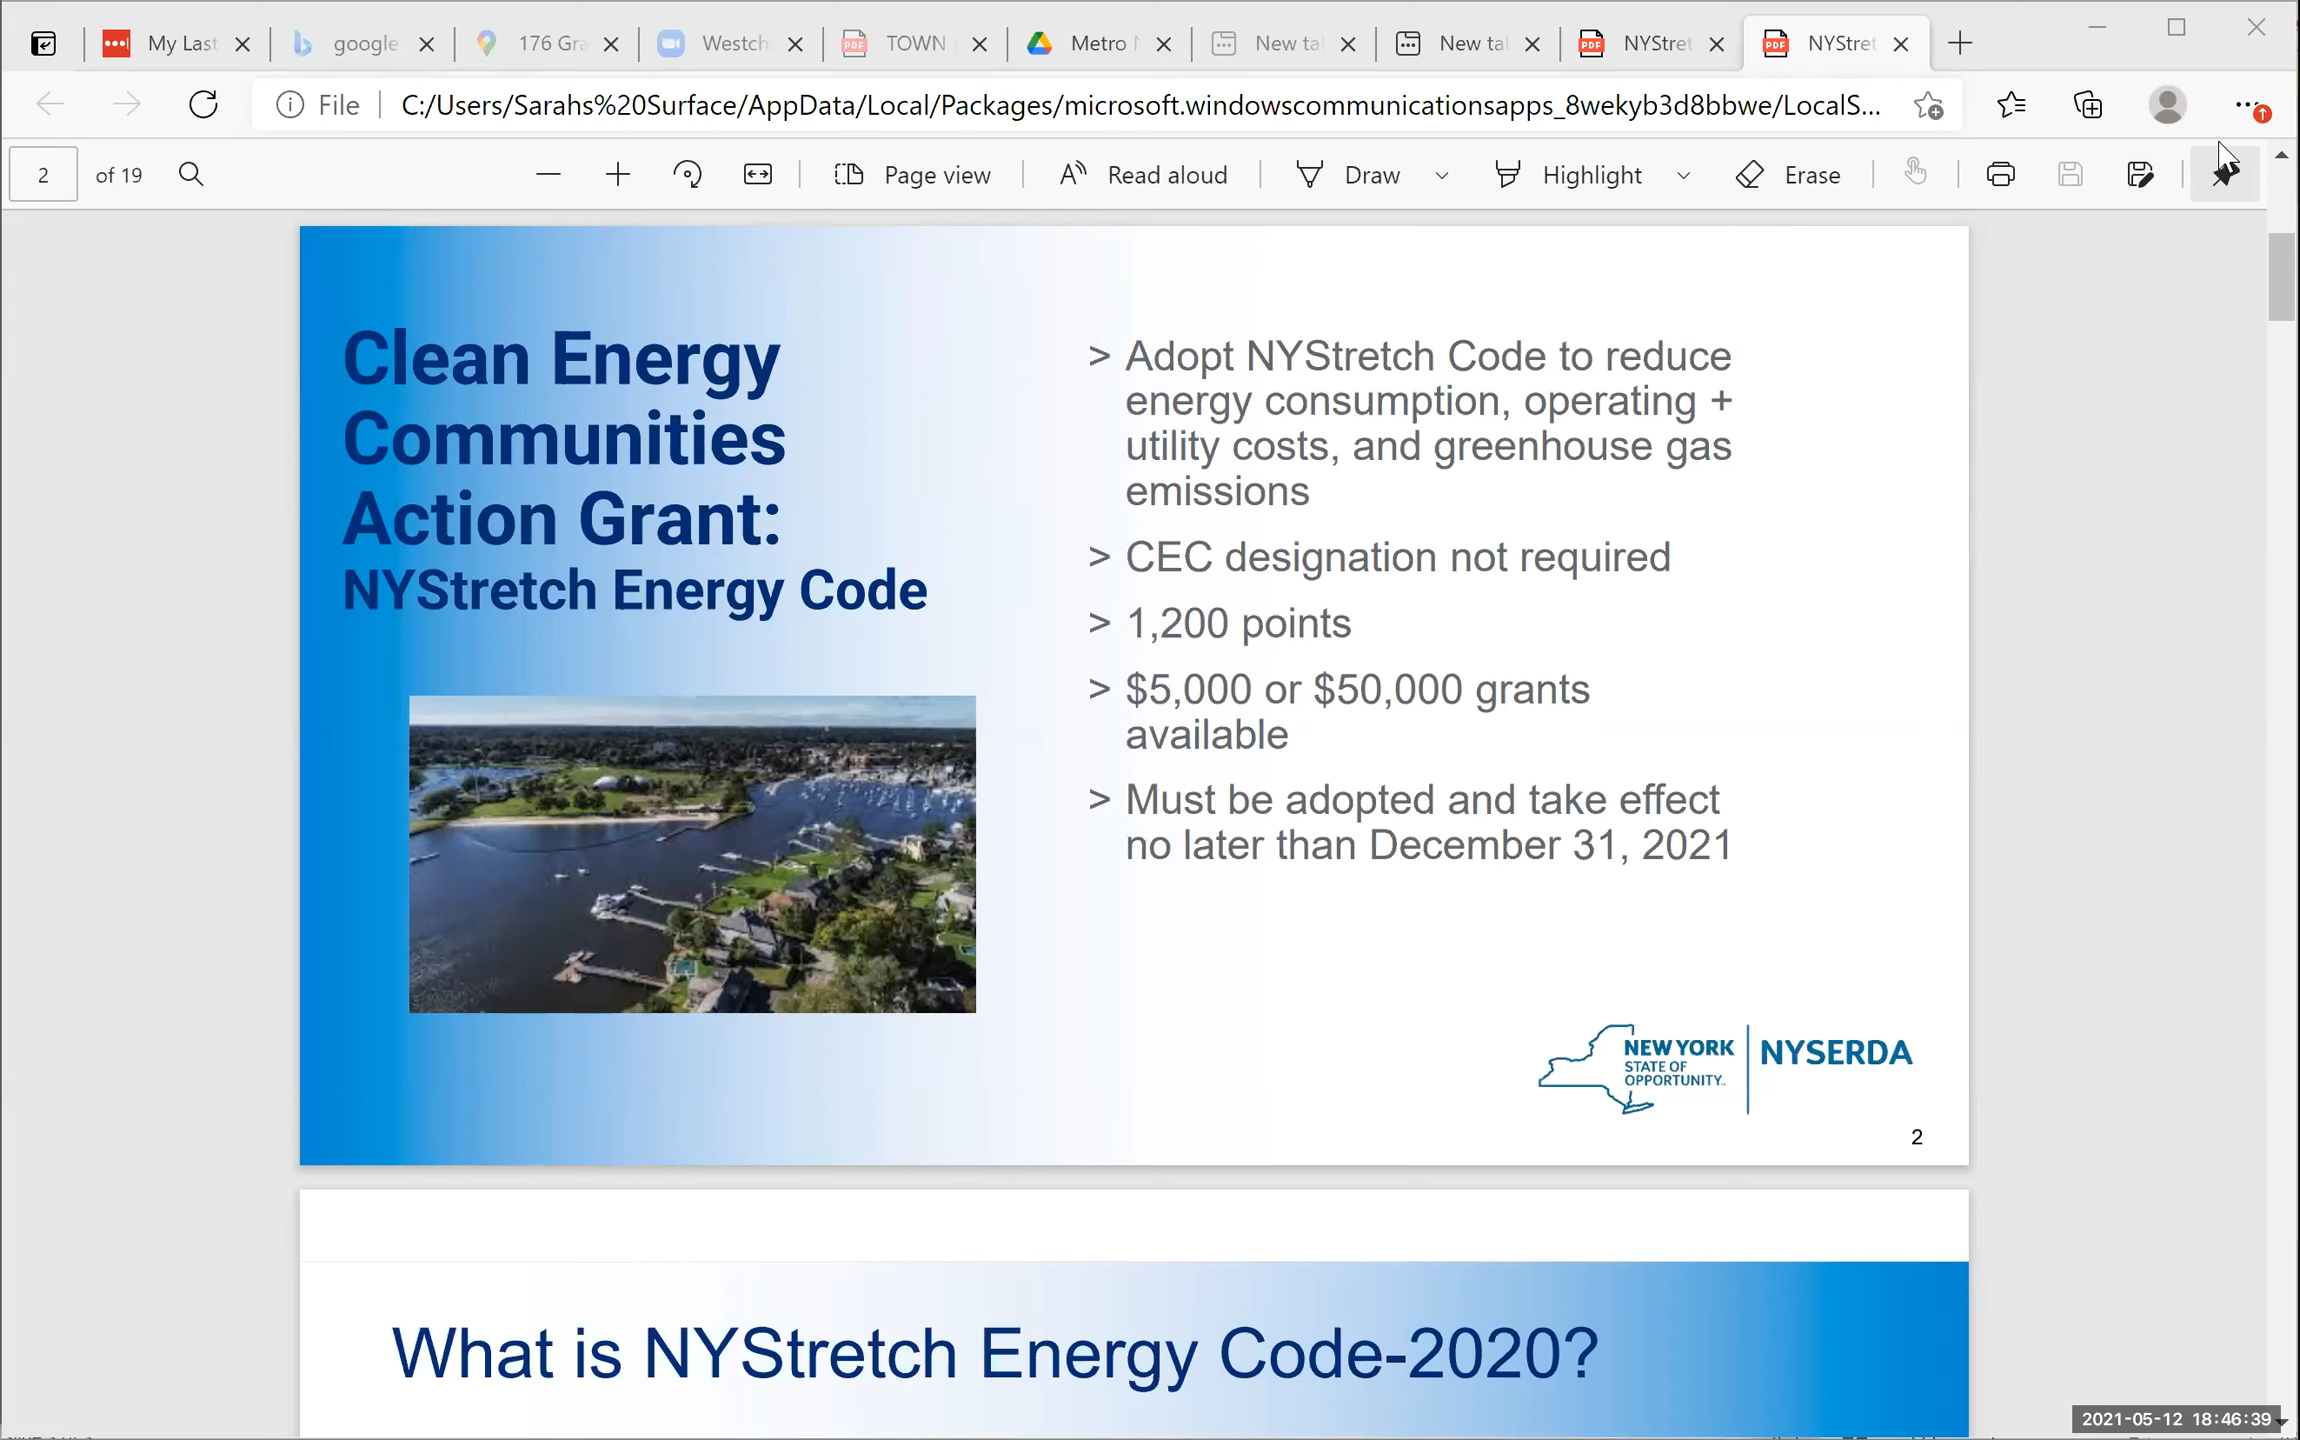 My Last
google
176 Gra
Westch
TOWN
Metro
New ta
New ta
NYStret
NYStret
File
C:/Users/Sarahs%20Surface/AppData/Local/Packages/microsoft.windowscommunicationsapps_8wekyb3d8bbwe/LocalS...
2 of 19
Page view
Read aloud
Draw
Highlight
Erase
Clean Energy
Communities
Action Grant:
NYStretch Energy Code
> Adopt NYStretch Code to reduce
energy consumption, operating +
utility costs, and greenhouse gas
emissions
> CEC designation not required
> 1,200 points
> $5,000 or $50,000 grants
available
> Must be adopted and take effect
no later than December 31, 2021
NEW YORK
STATE OF
OPPORTUNITY™
NYSERDA
2
What is NYStretch Energy Code-2020?
2021-05-12 18:46:39